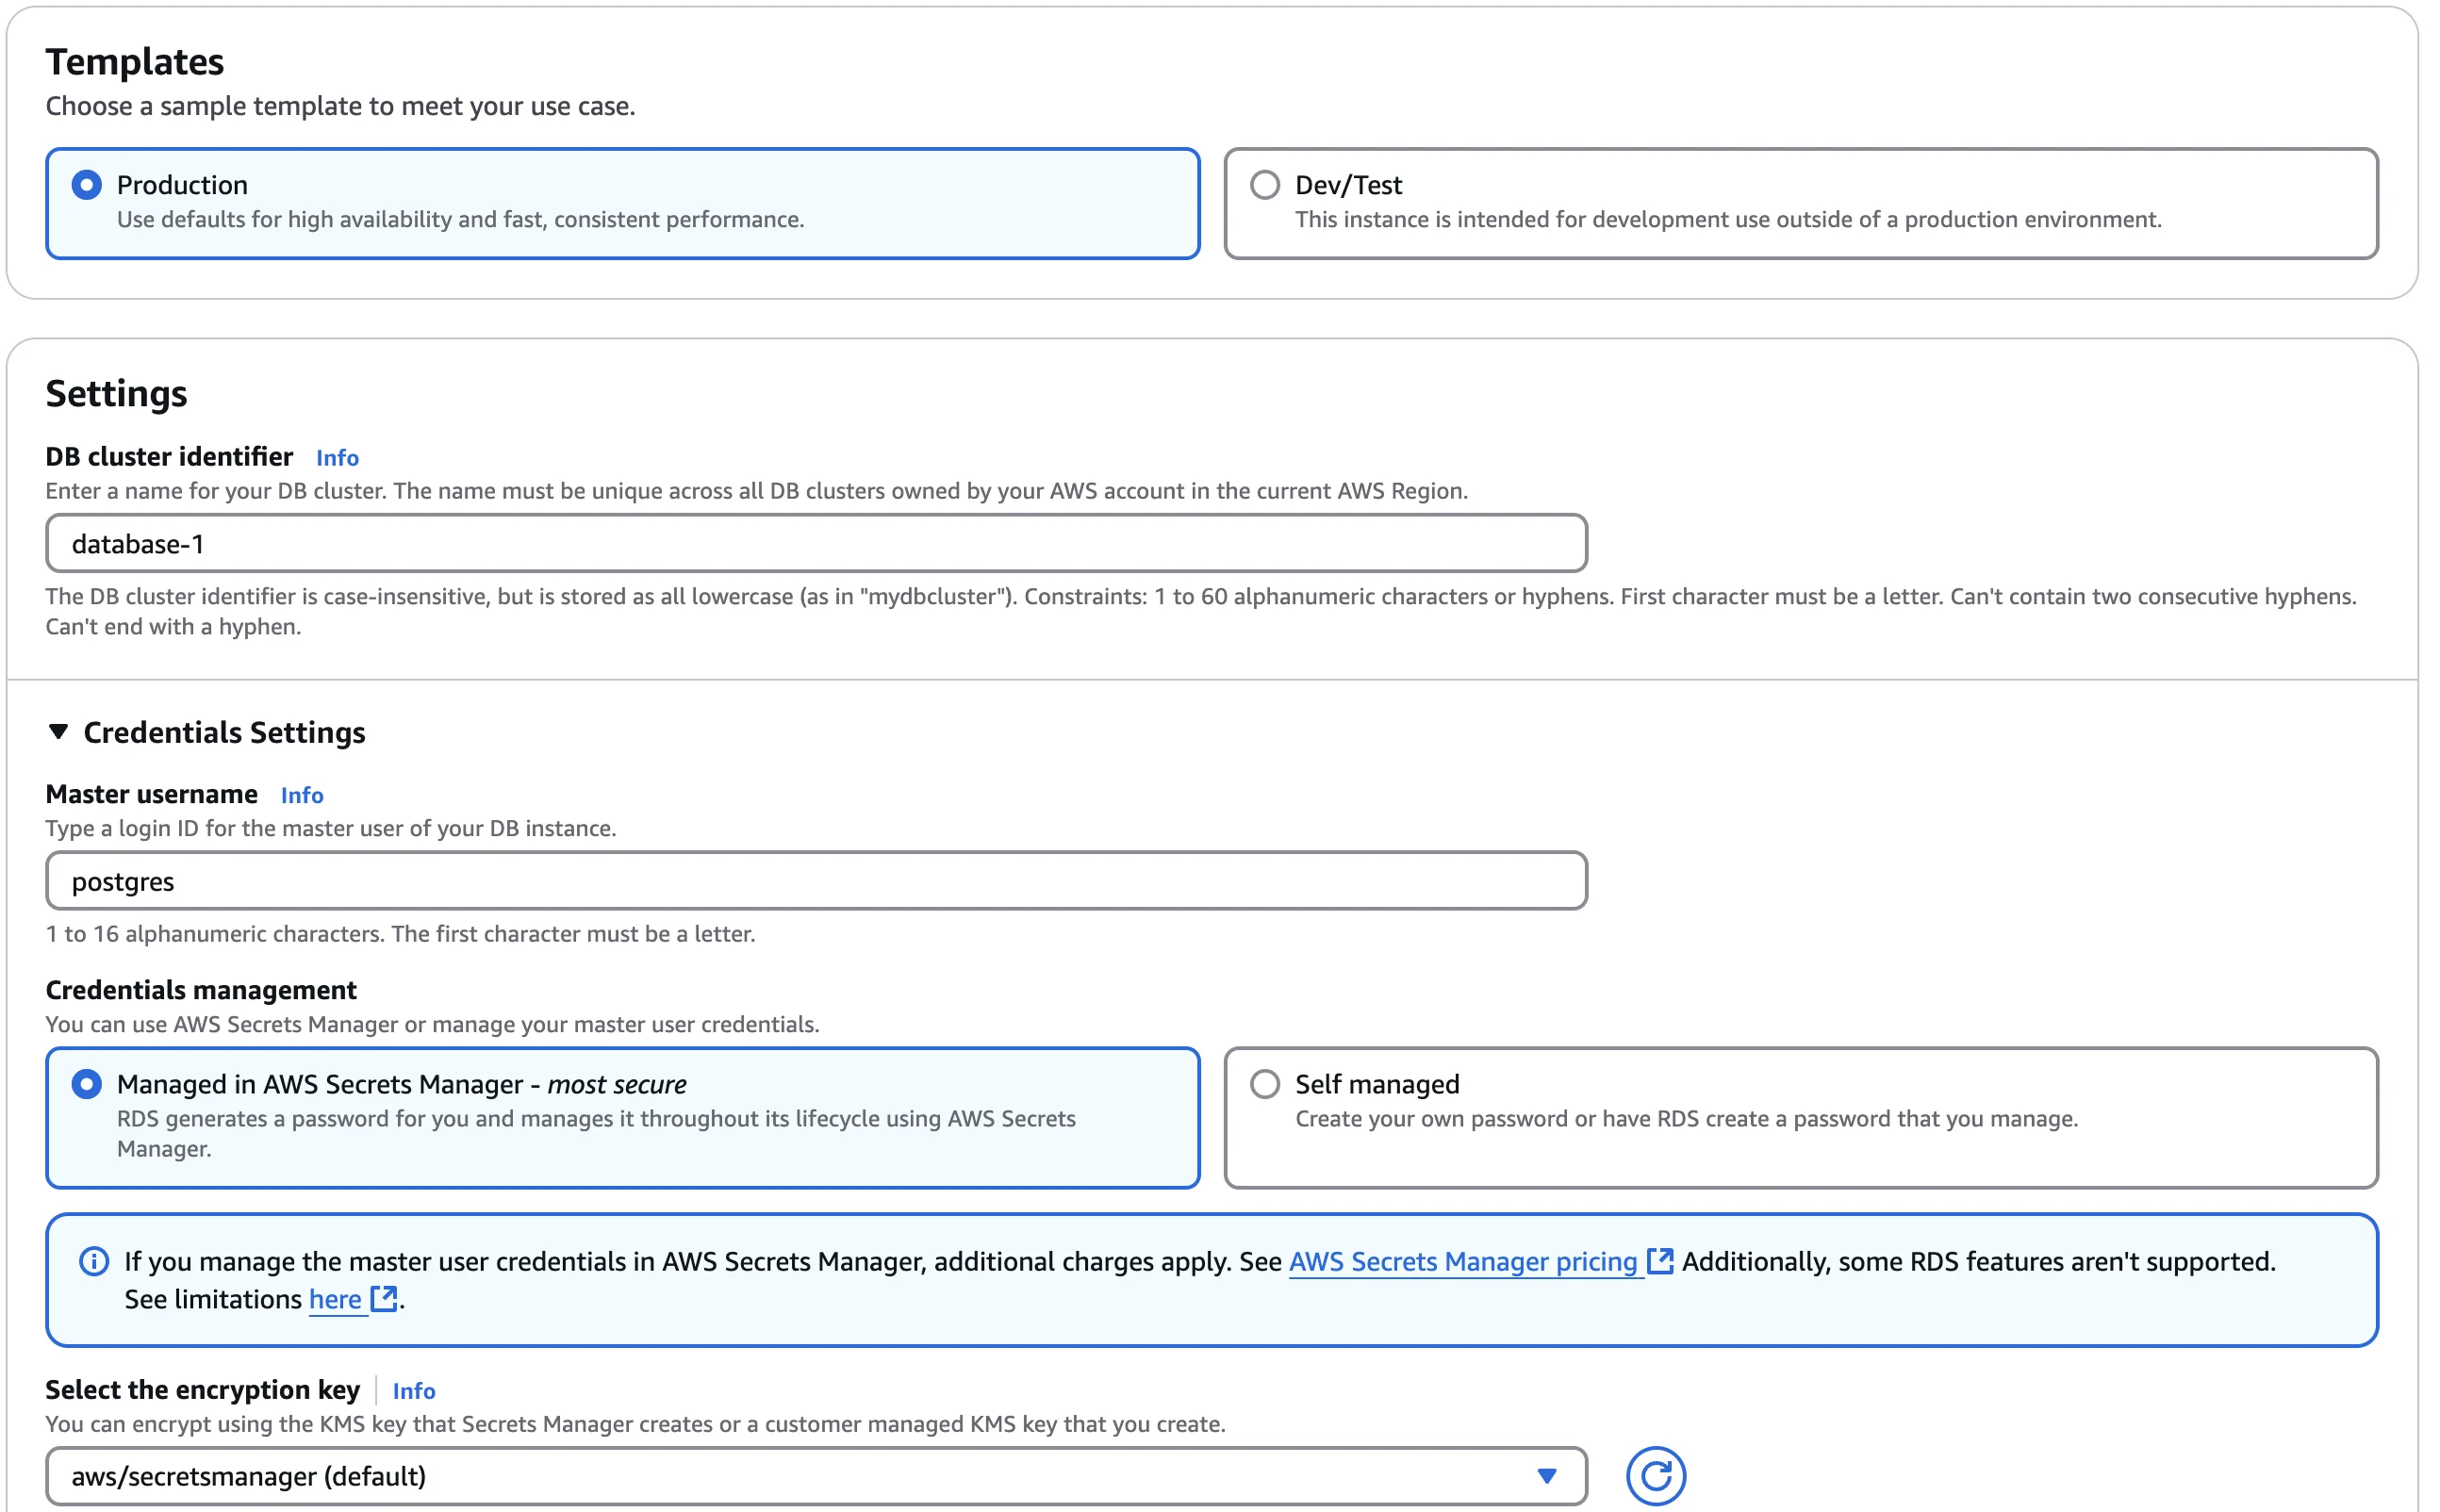 Templates
Choose a sample template to meet your use case.
Production
Use defaults for high availability and fast, consistent performance.
Dev/Test
This instance is intended for development use outside of a production environment.
Settings
DB cluster identifier Info
Enter a name for your DB cluster. The name must be unique across all DB clusters owned by your AWS account in the current AWS Region.
database-1
The DB cluster identifier is case-insensitive, but is stored as all lowercase (as in "mydbcluster"). Constraints: 1 to 60 alphanumeric characters or hyphens. First character must be a letter. Can't contain two consecutive hyphens.
Can't end with a hyphen.
Credentials Settings
Master username Info
Type a login ID for the master user of your DB instance.
postgres
1 to 16 alphanumeric characters. The first character must be a letter.
Credentials management
You can use AWS Secrets Manager or manage your master user credentials.
Managed in AWS Secrets Manager - most secure
RDS generates a password for you and manages it throughout its lifecycle using AWS Secrets
Manager.
Self managed
Create your own password or have RDS create a password that you manage.
If you manage the master user credentials in AWS Secrets Manager, additional charges apply. See AWS Secrets Manager pricing Additionally, some RDS features aren't supported.
See limitations here .
Select the encryption key Info
You can encrypt using the KMS key that Secrets Manager creates or a customer managed KMS key that you create.
aws/secretsmanager (default)